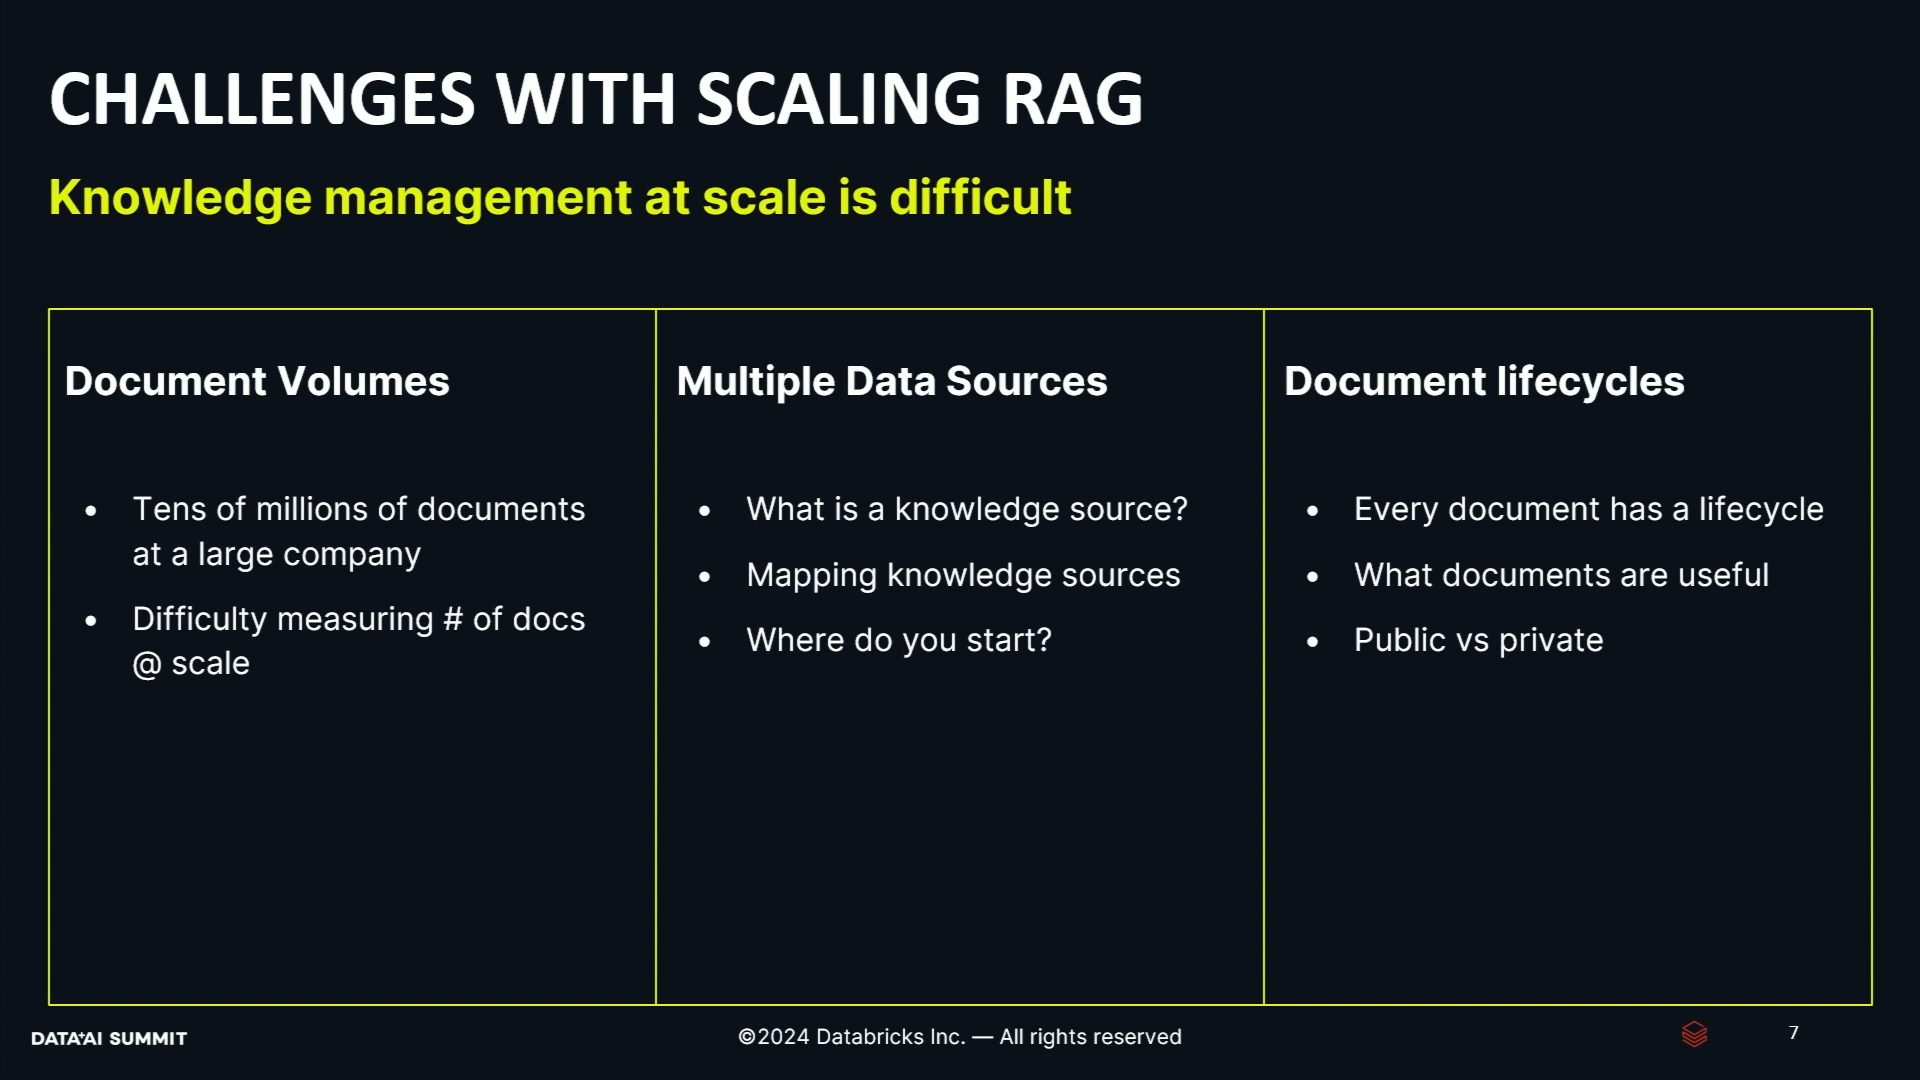 CHALLENGES WITH SCALING RAG
Knowledge management at scale is difficult
Document Volumes
• Tens of millions of documents
at a large company
• Difficulty measuring # of docs
@ scale
Multiple Data Sources
• What is a knowledge source?
• Mapping knowledge sources
• Where do you start?
Document lifecycles
• Every document has a lifecycle
• What documents are useful
• Public vs private
DATA+AI SUMMIT
©2024 Databricks Inc. — All rights reserved
7